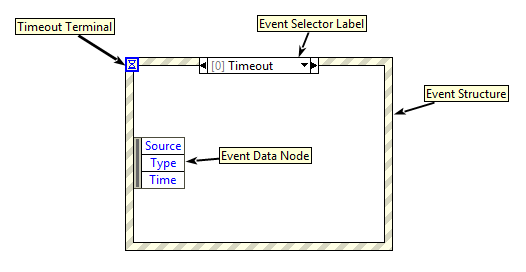 Event Selector Label
Timeout Terminal
[0] Timeout
Event Structure
Source
Type
Time
Event Data Node